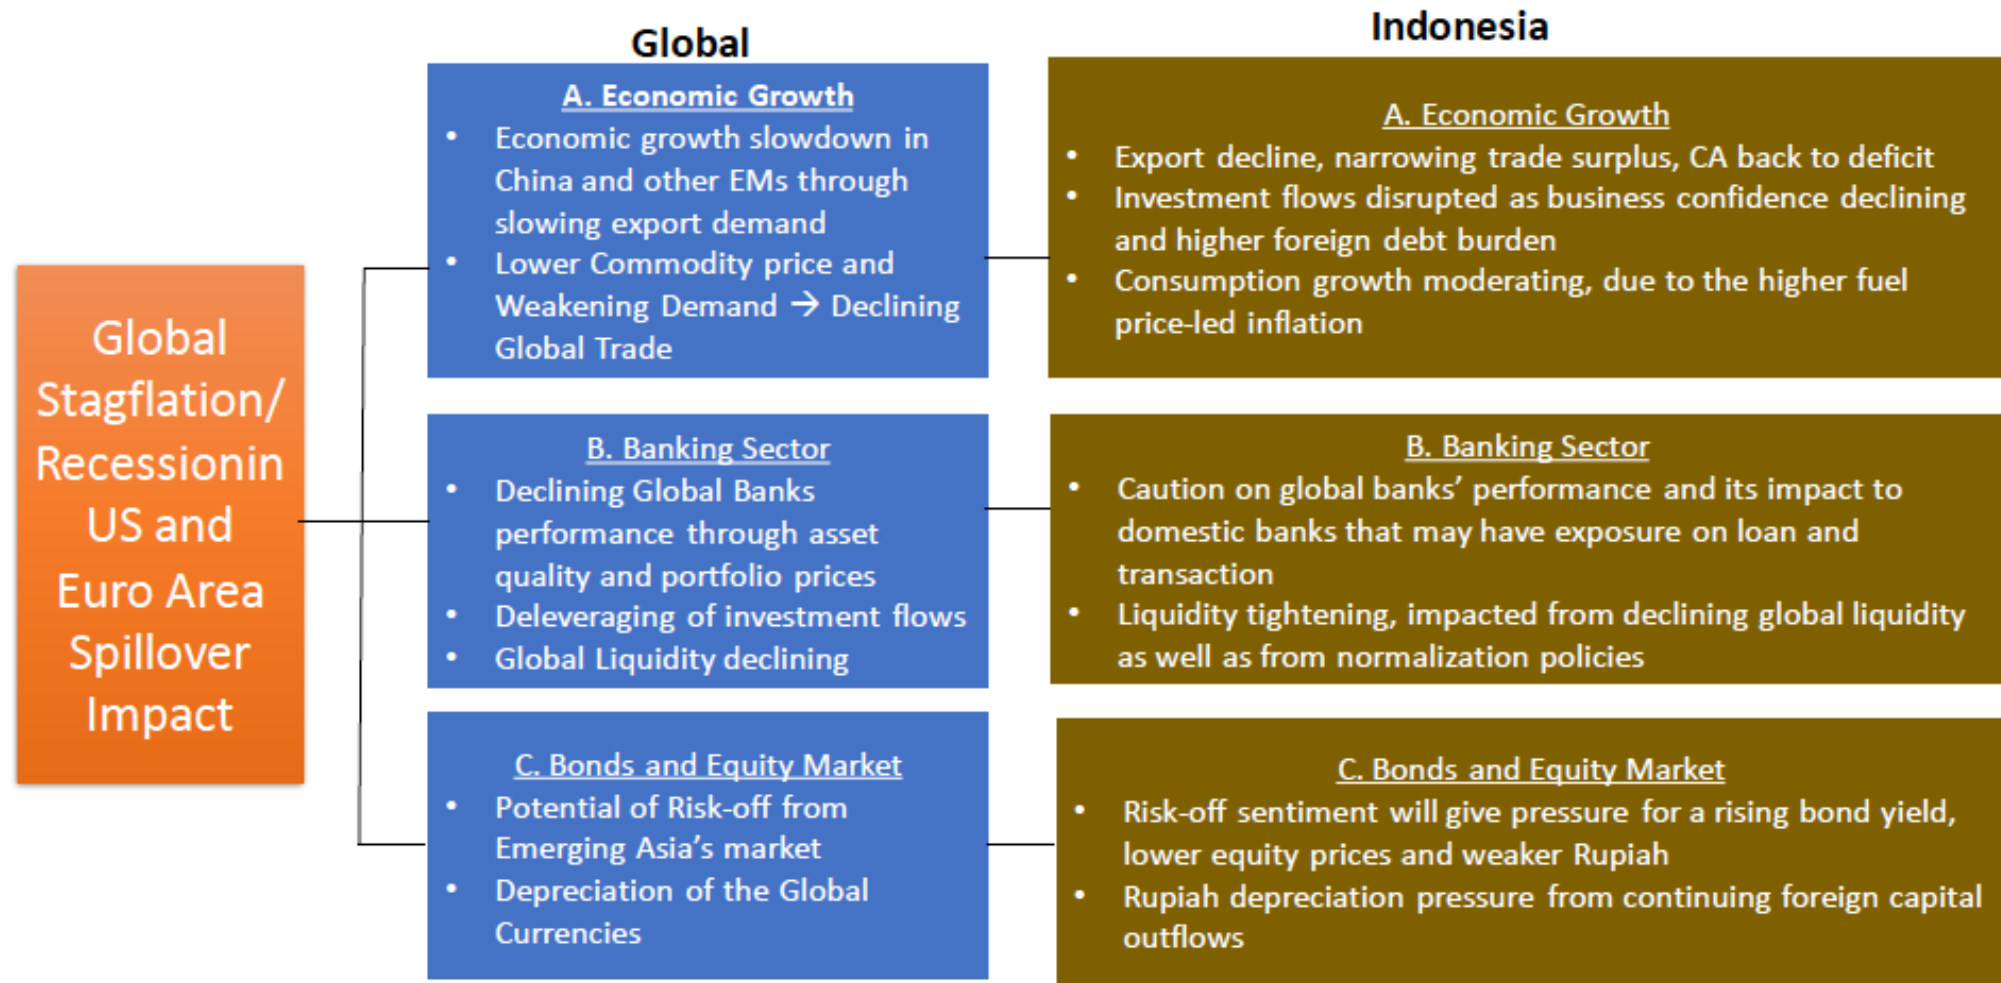 Global
Stagflation/
Recessionin
US and
Euro Area
Spillover
Impact
Global
A. Economic Growth
• Economic growth slowdown in
China and other EMs through
slowing export demand
• Lower Commodity price and
Weakening Demand → Declining
Global Trade
B. Banking Sector
• Declining Global Banks
performance through asset
quality and portfolio prices
• Deleveraging of investment flows
• Global Liquidity declining
C. Bonds and Equity Market
• Potential of Risk-off from
Emerging Asia’s market
• Depreciation of the Global
Currencies
Indonesia
A. Economic Growth
• Export decline, narrowing trade surplus, CA back to deficit
• Investment flows disrupted as business confidence declining
and higher foreign debt burden
• Consumption growth moderating, due to the higher fuel
price-led inflation
B. Banking Sector
• Caution on global banks’ performance and its impact to
domestic banks that may have exposure on loan and
transaction
• Liquidity tightening, impacted from declining global liquidity
as well as from normalization policies
C. Bonds and Equity Market
• Risk-off sentiment will give pressure for a rising bond yield,
lower equity prices and weaker Rupiah
• Rupiah depreciation pressure from continuing foreign capital
outflows